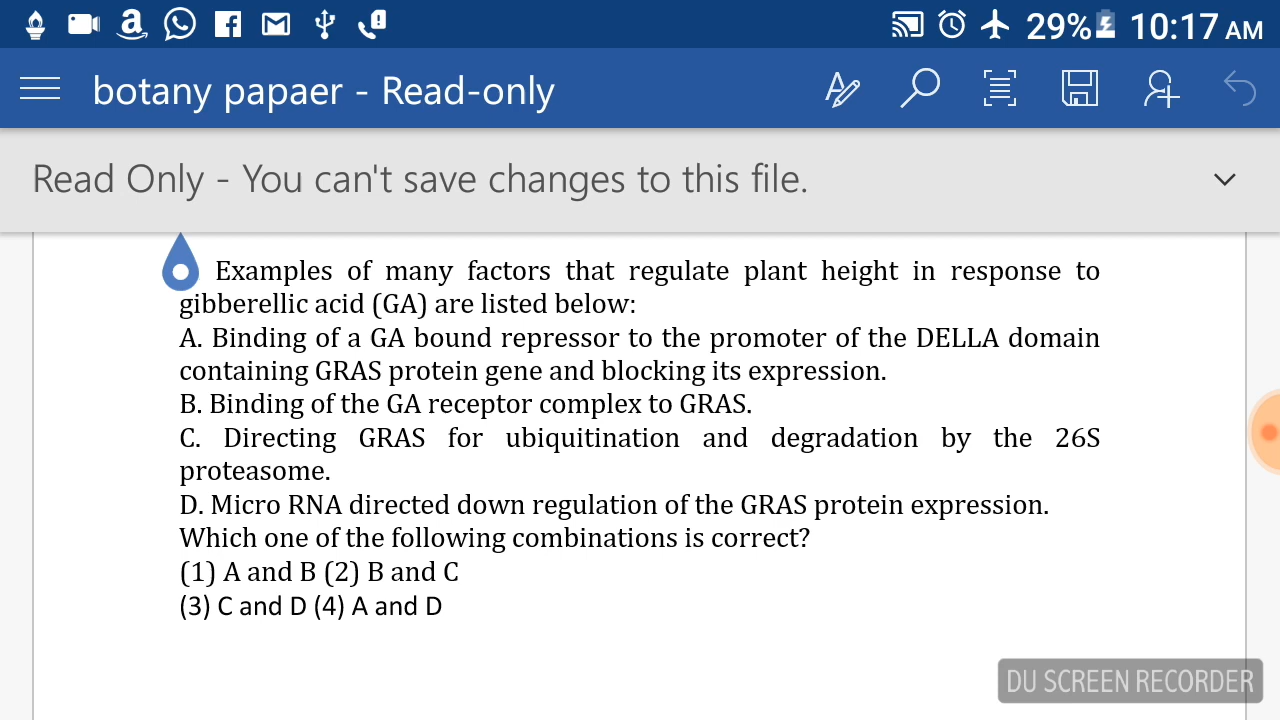 29% 10:17 AM
botany papaer - Read-only
Read Only - You can't save changes to this file.
Examples of many factors that regulate plant height in response to
gibberellic acid (GA) are listed below:
A. Binding of a GA bound repressor to the promoter of the DELLA domain
containing GRAS protein gene and blocking its expression.
B. Binding of the GA receptor complex to GRAS.
C. Directing GRAS for ubiquitination and degradation by the 26S
proteasome.
D. Micro RNA directed down regulation of the GRAS protein expression.
Which one of the following combinations is correct?
(1) A and B (2) B and C
(3) C and D (4) A and D
DU SCREEN RECORDER